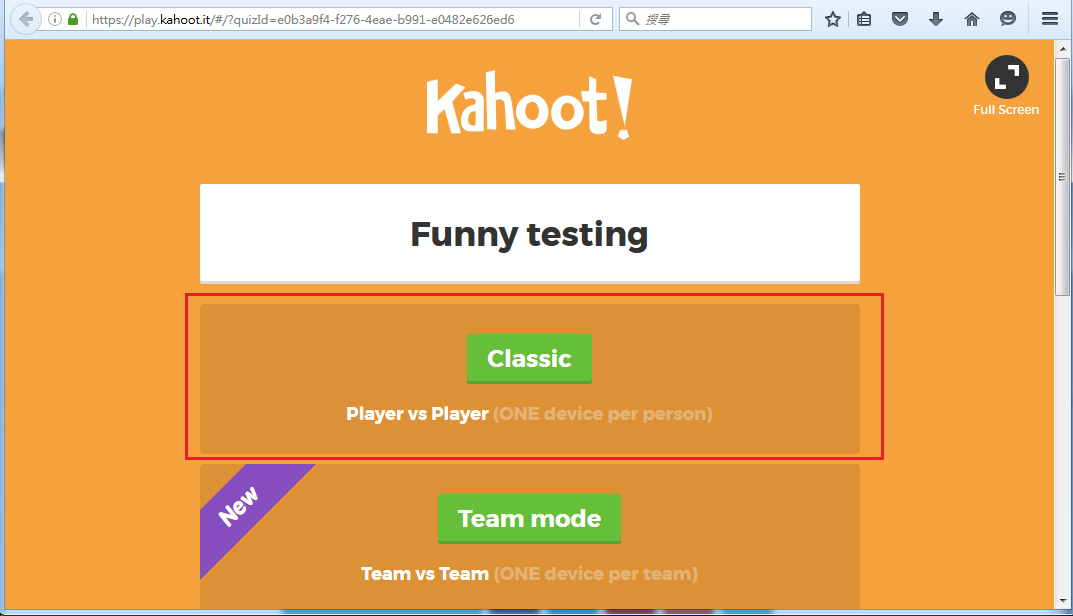 https://play.kahoot.it/#/?quizId=e0b3a9f4-f276-4eae-b991-e0482e626ed6
搜尋
Kahoot!
Full Screen
Funny testing
Classic
Player vs Player (ONE device per person)
New
Team mode
Team vs Team (ONE device per team)